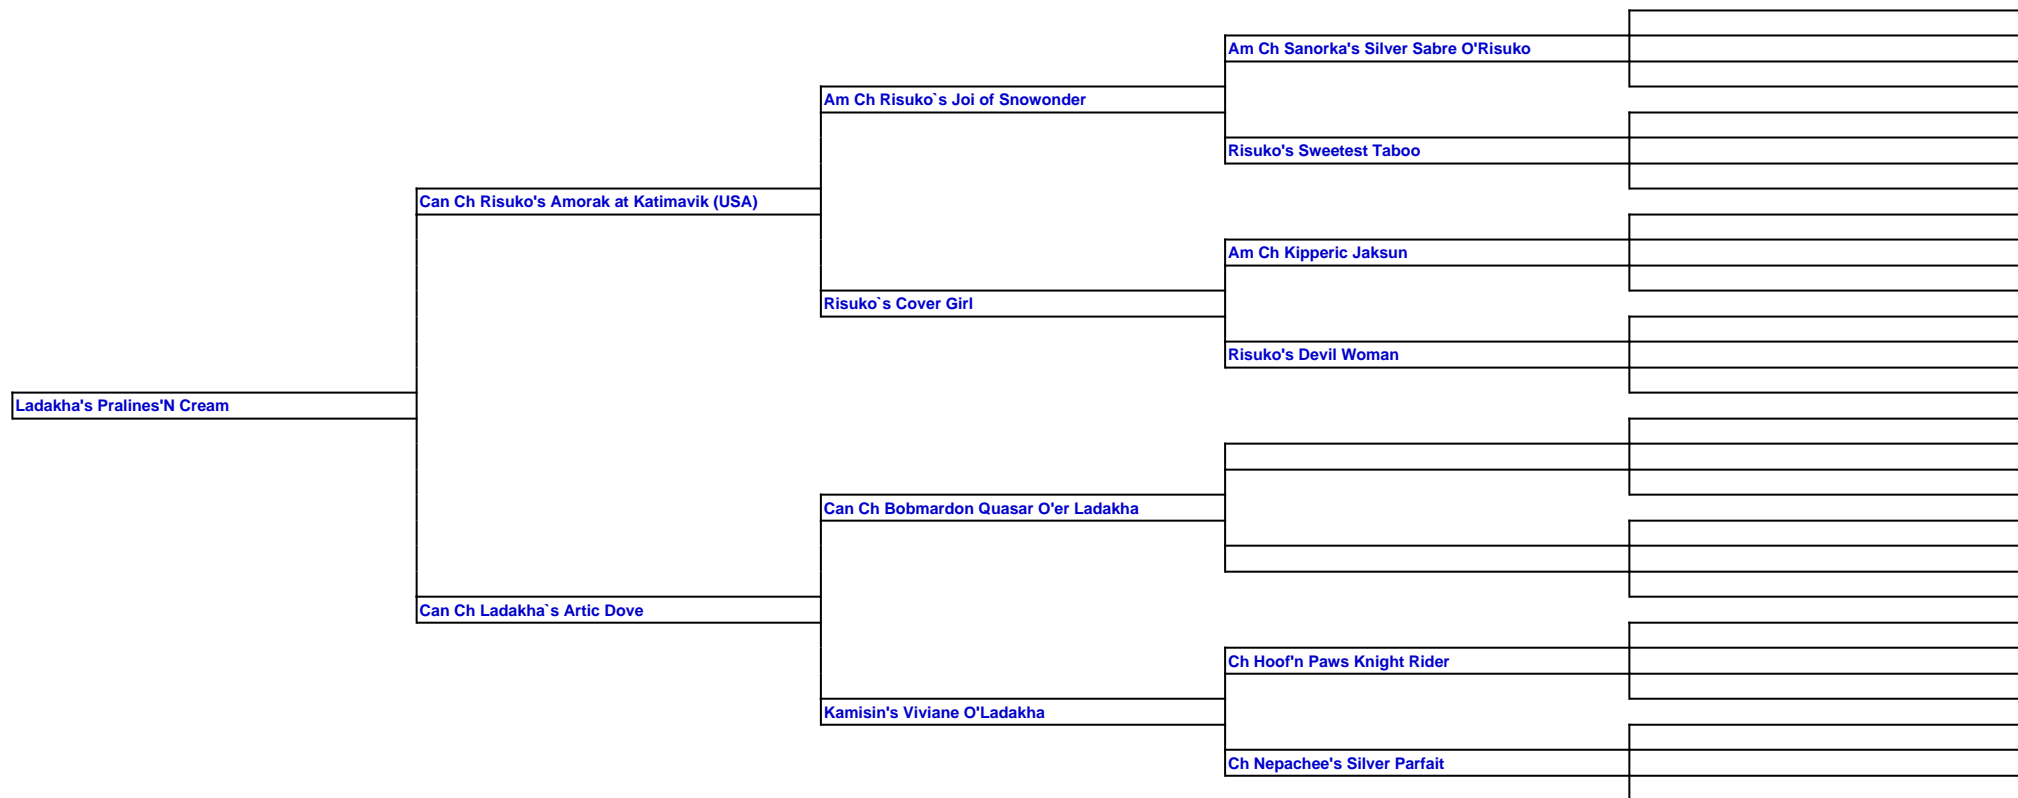 Am Ch Sanorka's Silver Sabre O'Risuko
Am Ch Risuko`s Joi of Snowonder
Risuko's Sweetest Taboo
Can Ch Risuko's Amorak at Katimavik (USA)
Am Ch Kipperic Jaksun
Risuko`s Cover Girl
Risuko's Devil Woman
Ladakha's Pralines'N Cream
Can Ch Bobmardon Quasar O'er Ladakha
Can Ch Ladakha`s Artic Dove
Ch Hoof'n Paws Knight Rider
Kamisin's Viviane O'Ladakha
Ch Nepachee's Silver Parfait